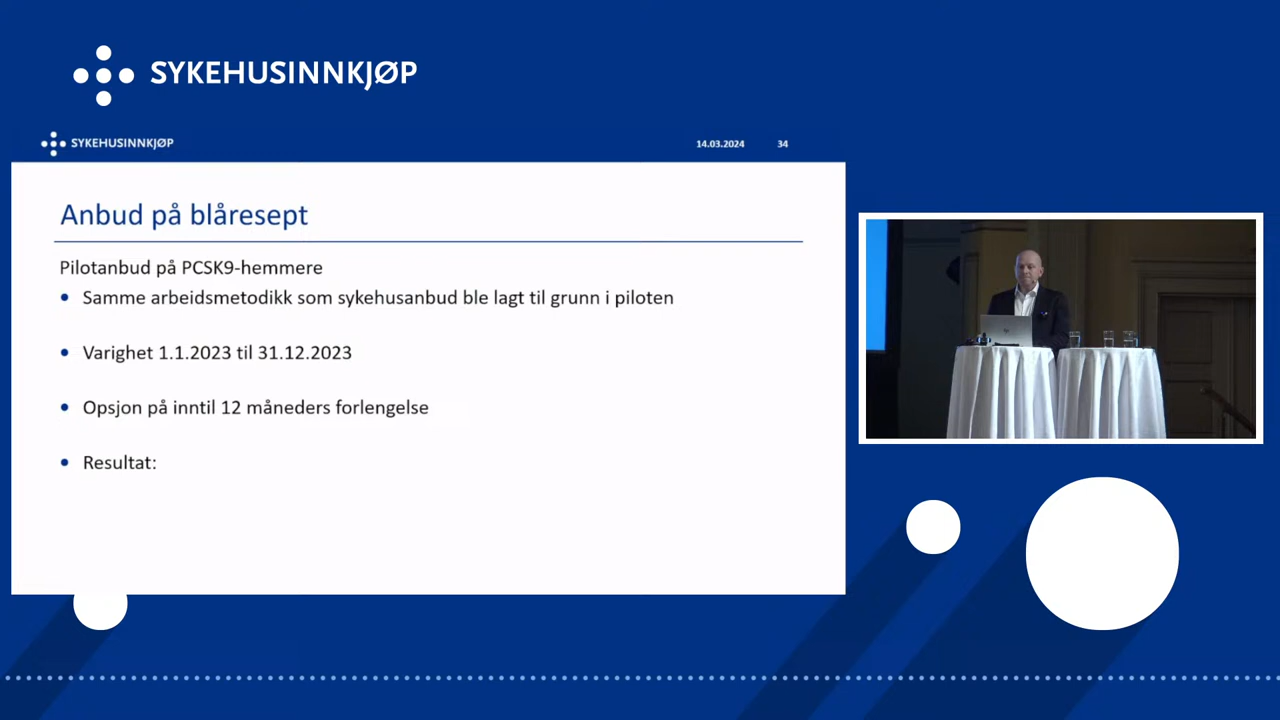 SYKEHUSINNKJØP
SYKEHUSINNKJØP
14.03.2024
34
Anbud på blåresept
Pilotanbud på PCSK9-hemmere
• Samme arbeidsmetodikk som sykehusanbud ble lagt til grunn i piloten
• Varighet 1.1.2023 til 31.12.2023
• Opsjon på inntil 12 måneders forlengelse
• Resultat: